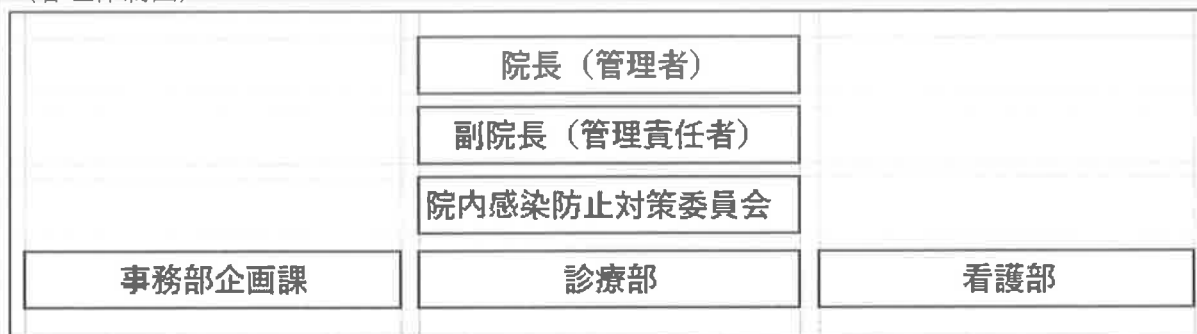 院長（管理者）
副院長（管理責任者）
院内感染防止対策委員会
事務部企画課 診療部 看護部